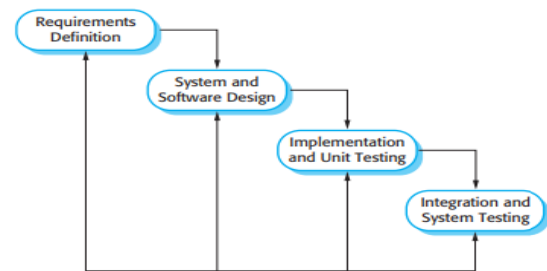 Requirements
Definition
System and
Software Design
Implementation
and Unit Testing
Integration and
System Testing